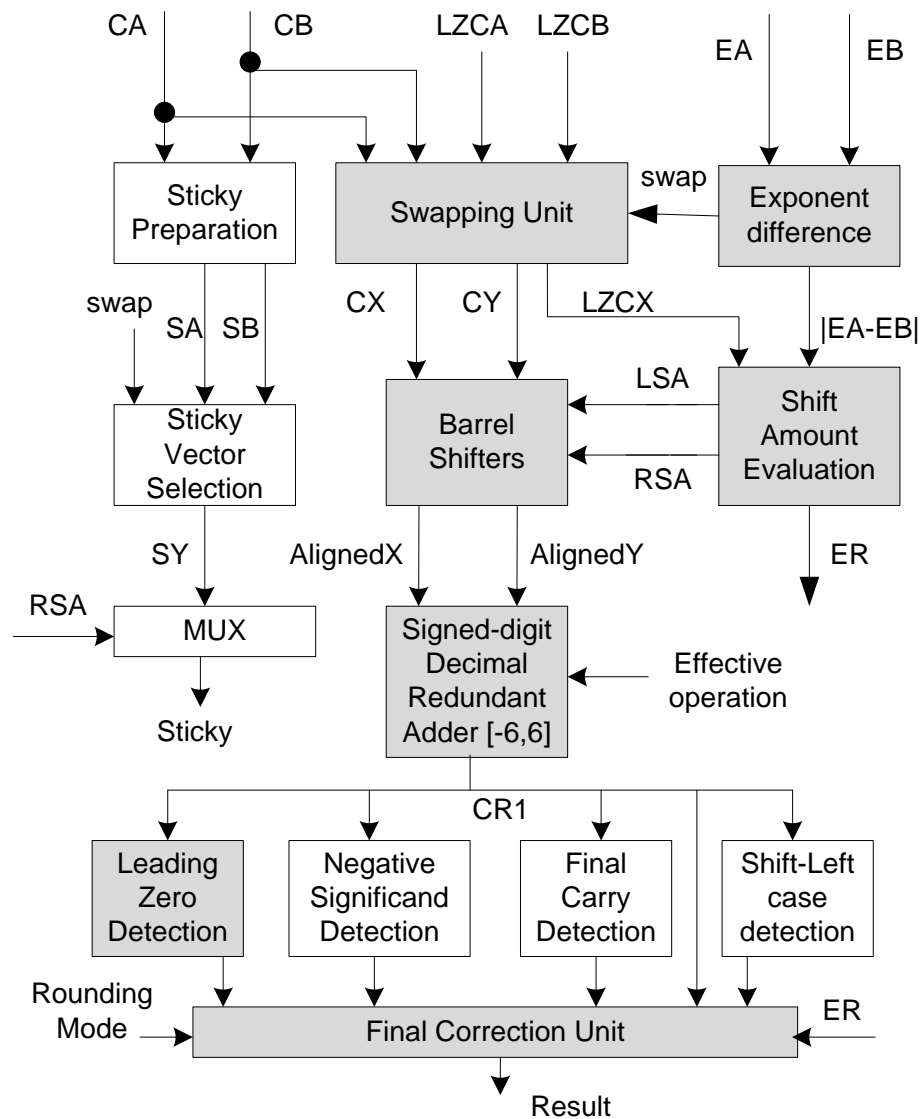 CA
CB
LZCA
LZCB
EA
EB
Sticky
Preparation
Swapping Unit
swap
Exponent
difference
swap
SA
SB
CX
CY
LZCX
|EA-EB|
Sticky
Vector
Selection
Barrel
Shifters
LSA
RSA
Shift
Amount
Evaluation
SY
AlignedX
AlignedY
ER
RSA
MUX
Sticky
Signed-digit
Decimal
Redundant
Adder [-6,6]
Effective
operation
CR1
Leading
Zero
Detection
Negative
Significand
Detection
Final
Carry
Detection
Shift-Left
case
detection
Rounding
Mode
Final Correction Unit
ER
Result